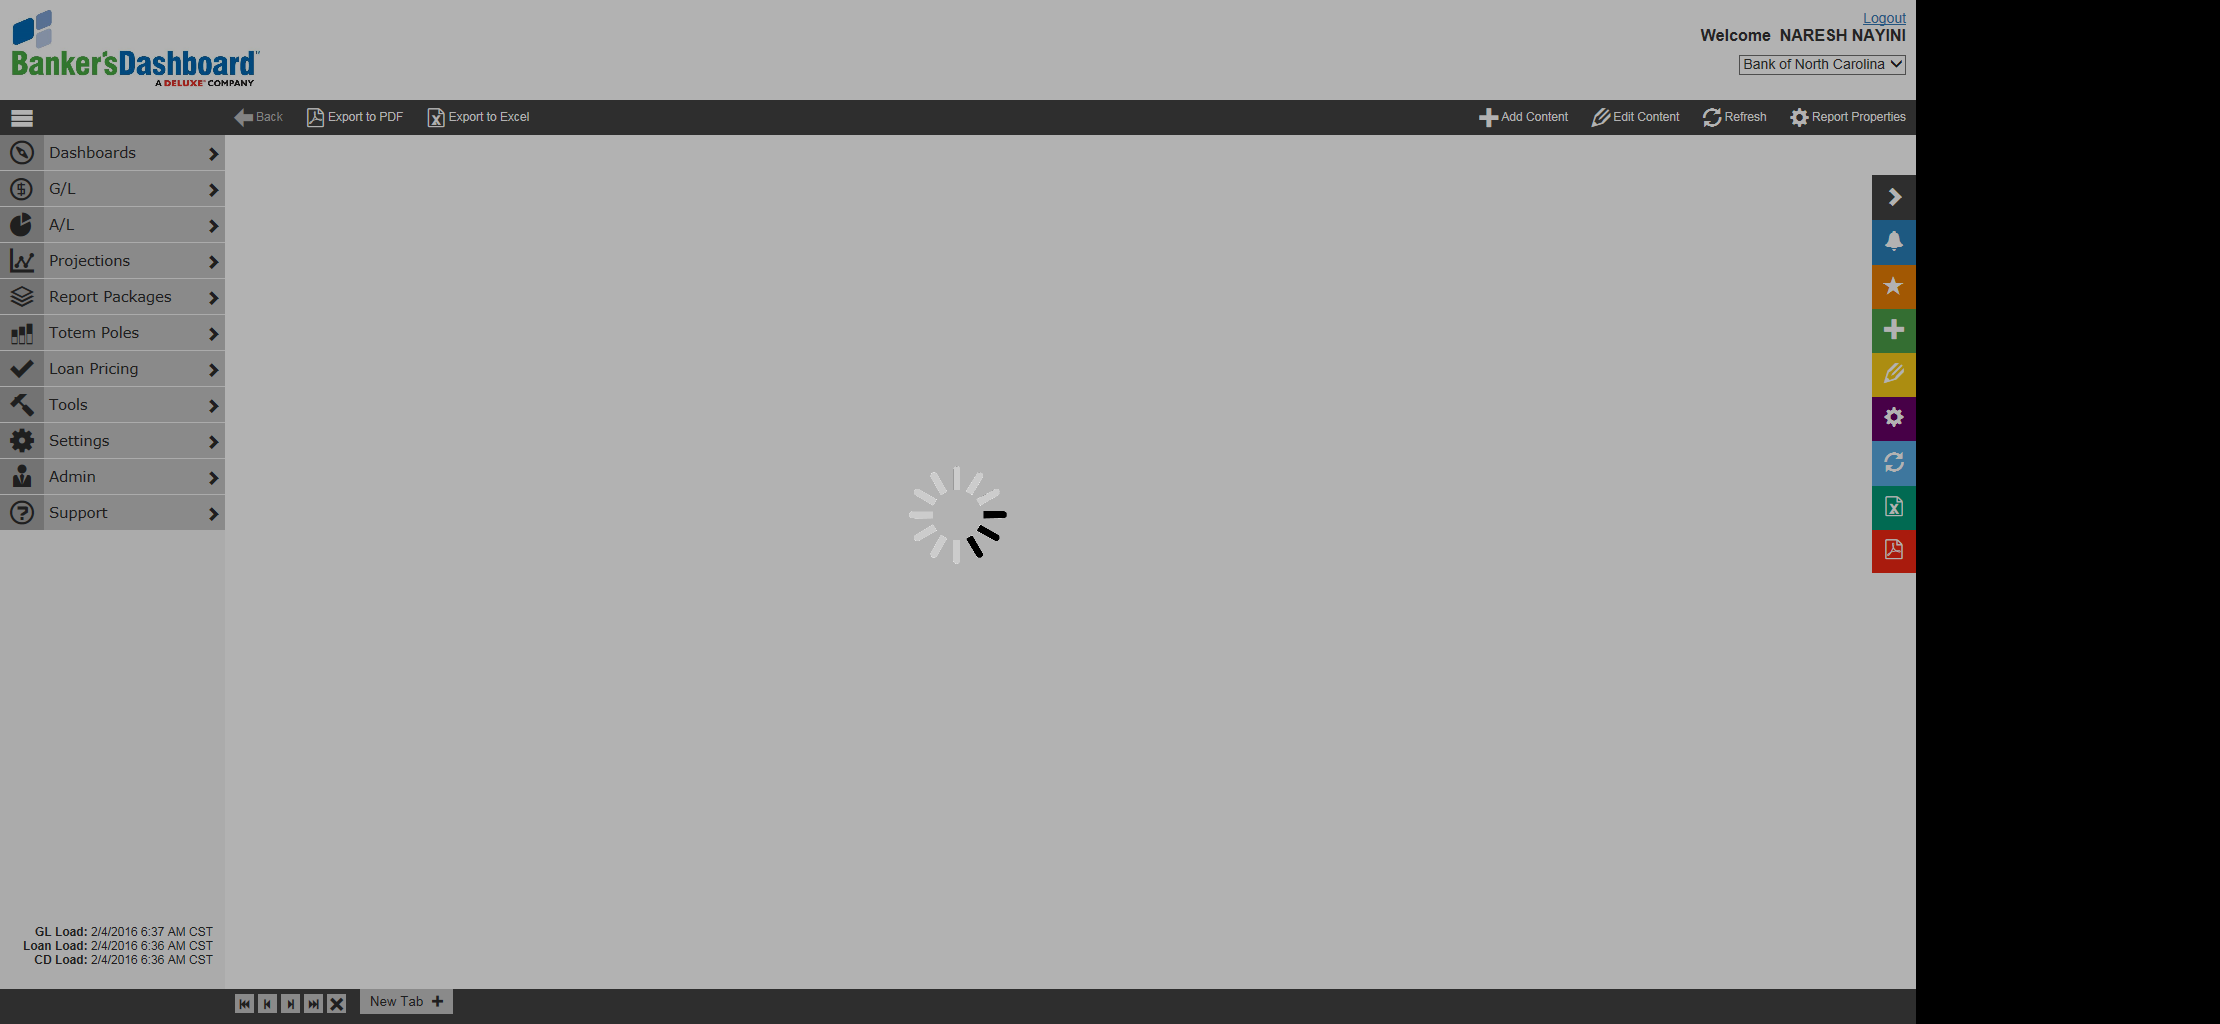 Banker'sDashboard™
A DELUXE® COMPANY
Logout
Welcome NARESH NAYINI
Bank of North Carolina
Back
Export to PDF
Export to Excel
Add Content
Edit Content
Refresh
Report Properties
Dashboards
G/L
A/L
Projections
Report Packages
Totem Poles
Loan Pricing
Tools
Settings
Admin
Support
GL Load: 2/4/2016 6:37 AM CST
Loan Load: 2/4/2016 6:36 AM CST
CD Load: 2/4/2016 6:36 AM CST
New Tab